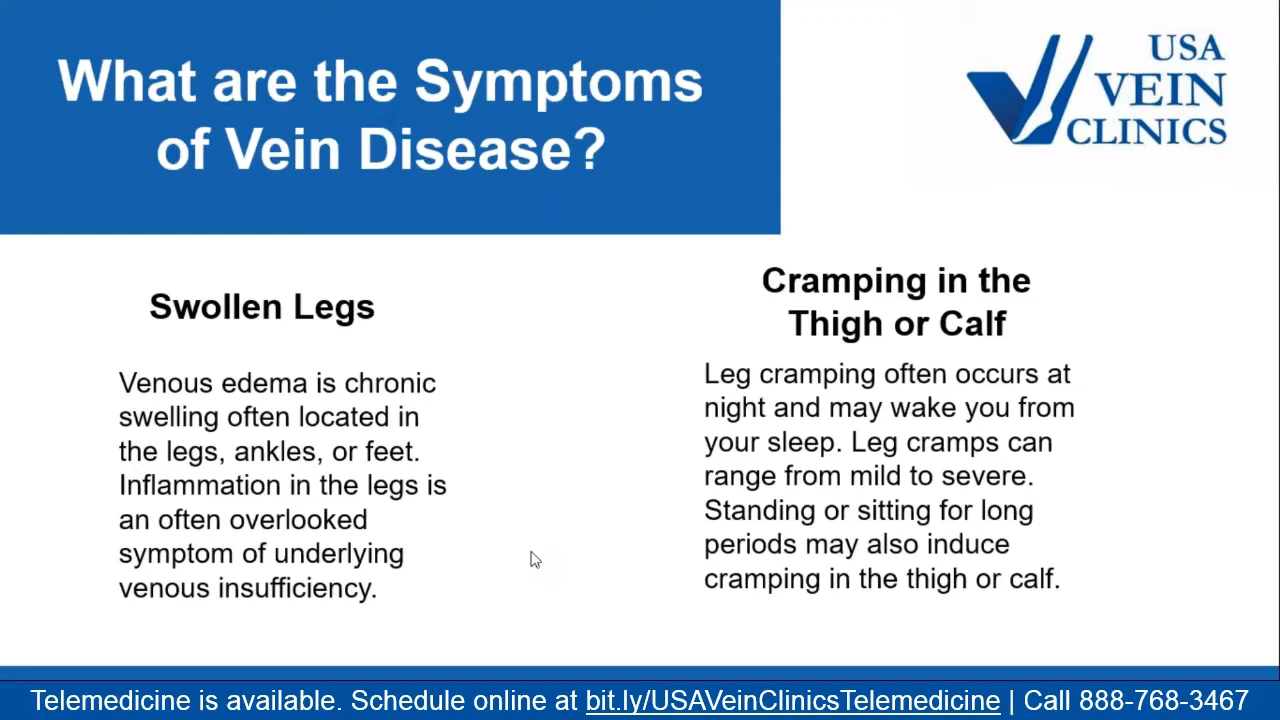 What are the Symptoms
of Vein Disease?
USA
VEIN
CLINICS
Swollen Legs
Venous edema is chronic
swelling often located in
the legs, ankles, or feet.
Inflammation in the legs is
an often overlooked
symptom of underlying
venous insufficiency.
Cramping in the
Thigh or Calf
Leg cramping often occurs at
night and may wake you from
your sleep. Leg cramps can
range from mild to severe.
Standing or sitting for long
periods may also induce
cramping in the thigh or calf.
Telemedicine is available. Schedule online at bit.ly/USAVeinClinicsTelemedicine | Call 888-768-3467